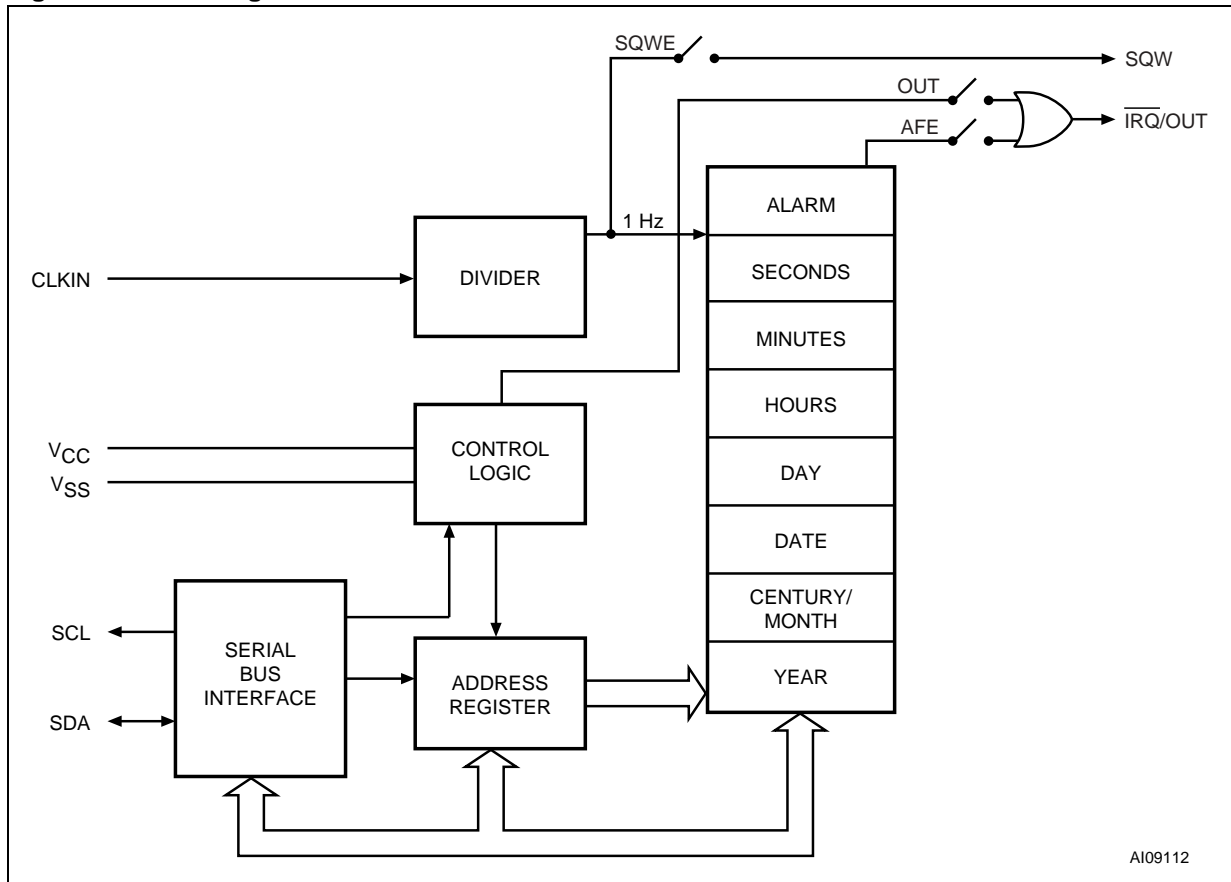 SQWE
SQW
OUT
AFE
IRQ/OUT
ALARM
1 Hz
SECONDS
CLKIN
DIVIDER
MINUTES
HOURS
VCC
VSS
CONTROL
LOGIC
DAY
DATE
CENTURY/
MONTH
SCL
SERIAL
BUS
INTERFACE
ADDRESS
REGISTER
YEAR
SDA
AI09112